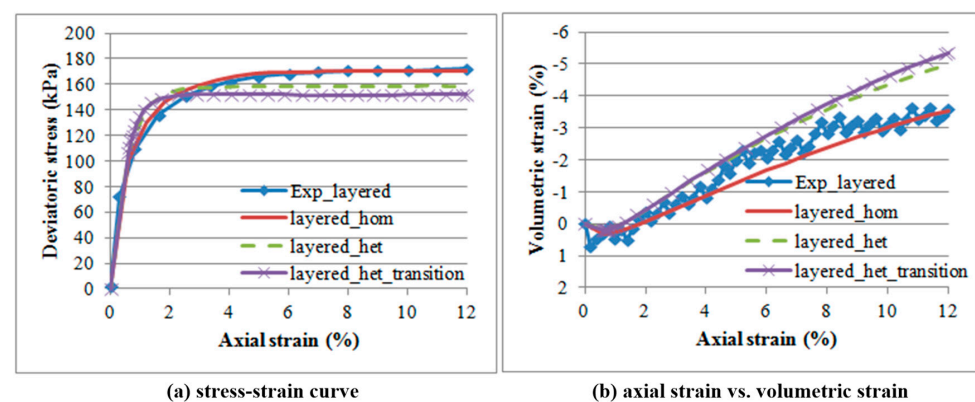 200
180
160
140
120
100
80
60
40
20
0
Deviatoric stress (kPa)
Exp_layered
layered_hom
layered_het
layered_het_transition
0 2 4 6 8 10 12
Axial strain (%)
(a) stress-strain curve
-6
-5
-4
-3
-2
-1
0
1
2
Volumetric strain (%)
Exp_layered
layered_hom
layered_het
layered_het_transition
0 2 4 6 8 10 12
Axial strain (%)
(b) axial strain vs. volumetric strain